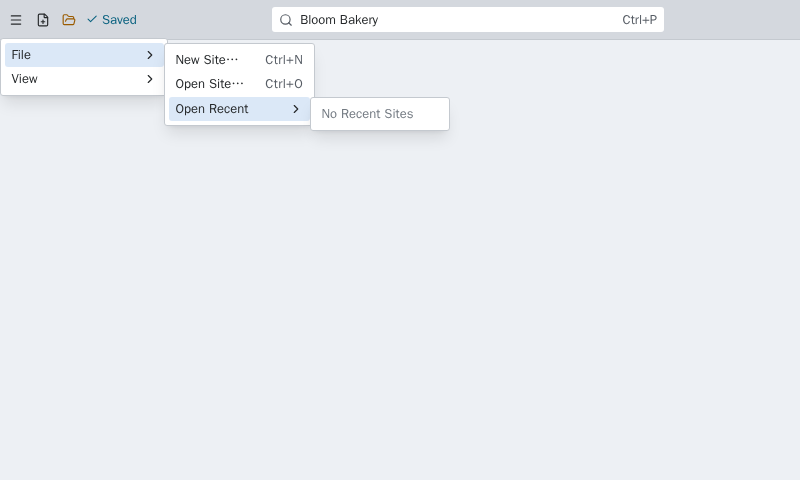 Saved
Bloom Bakery
Ctrl+P
File
View
New Site⋯ Ctrl+N
Open Site⋯ Ctrl+O
Open Recent
No Recent Sites